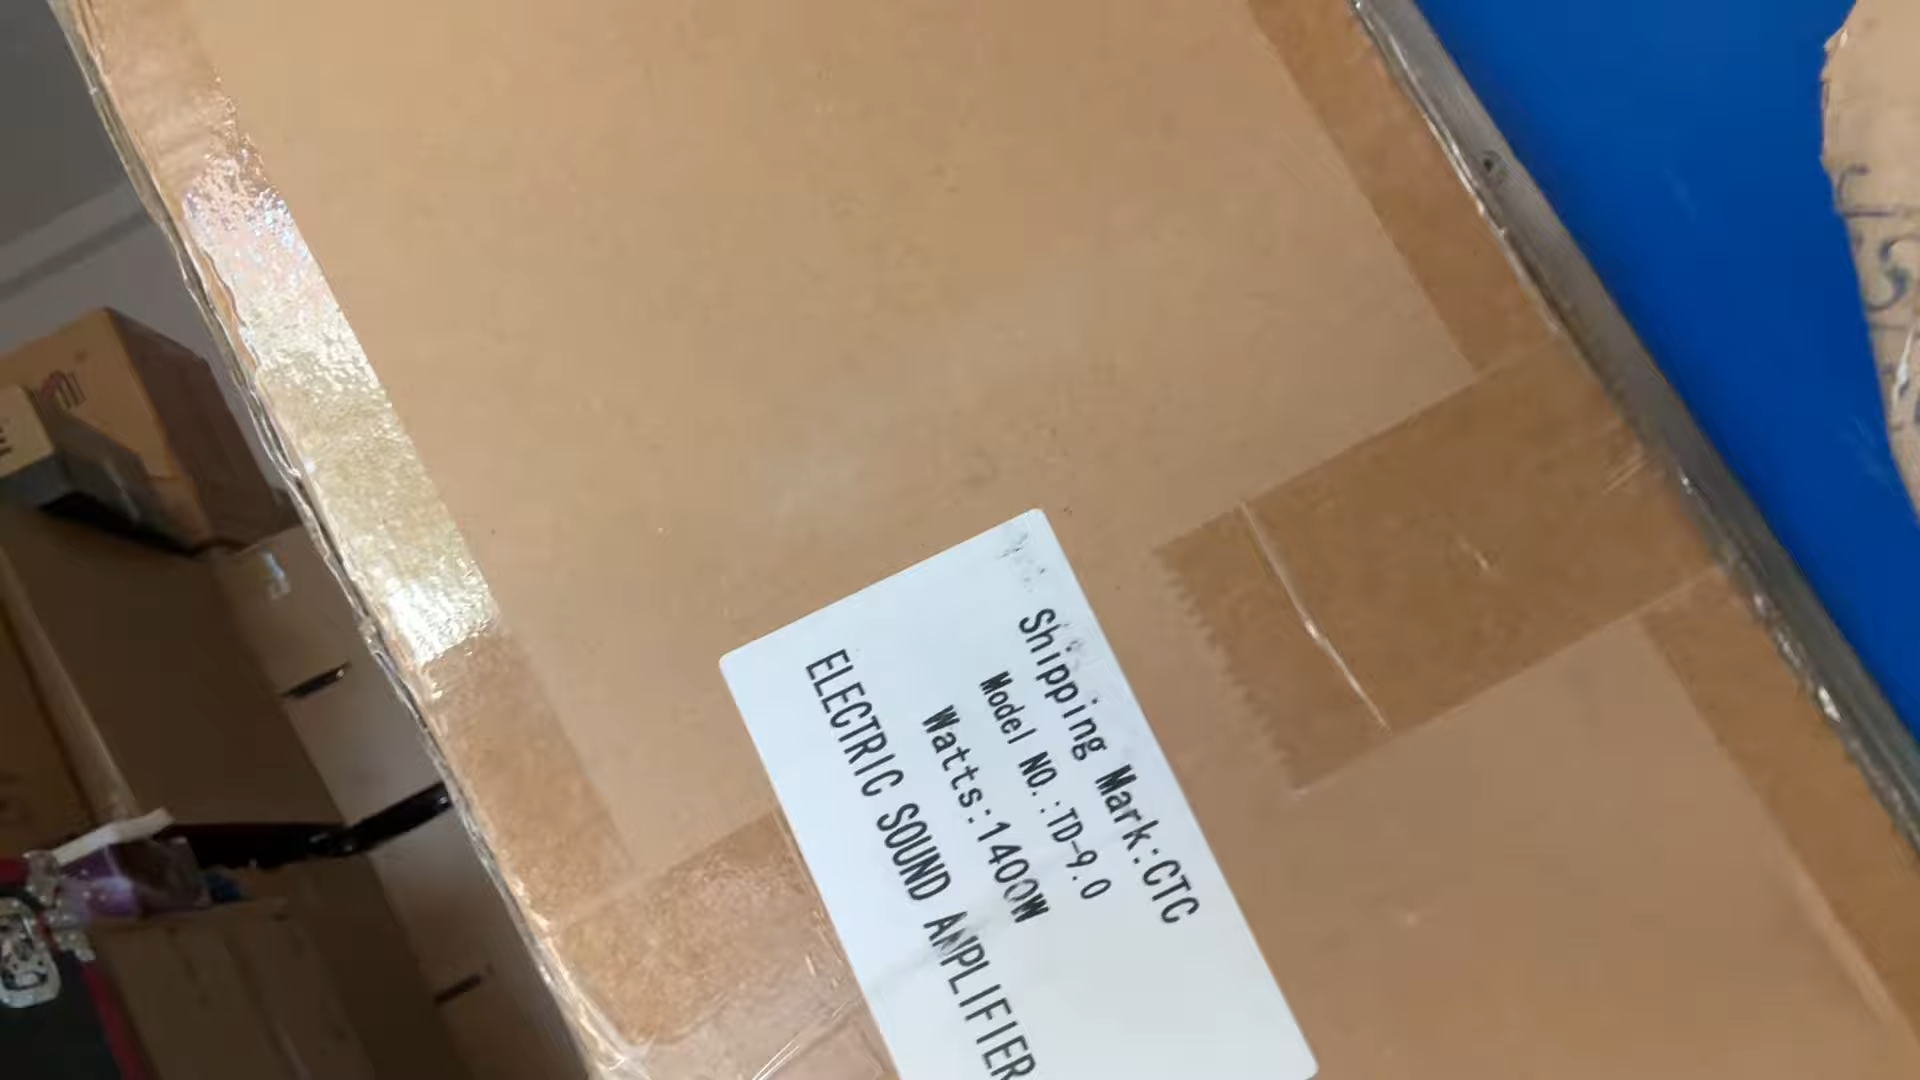 Shipping Mark:CTC
Model NO.:TD-9.0
Watts:1400W
ELECTRIC SOUND AMPLIFIER